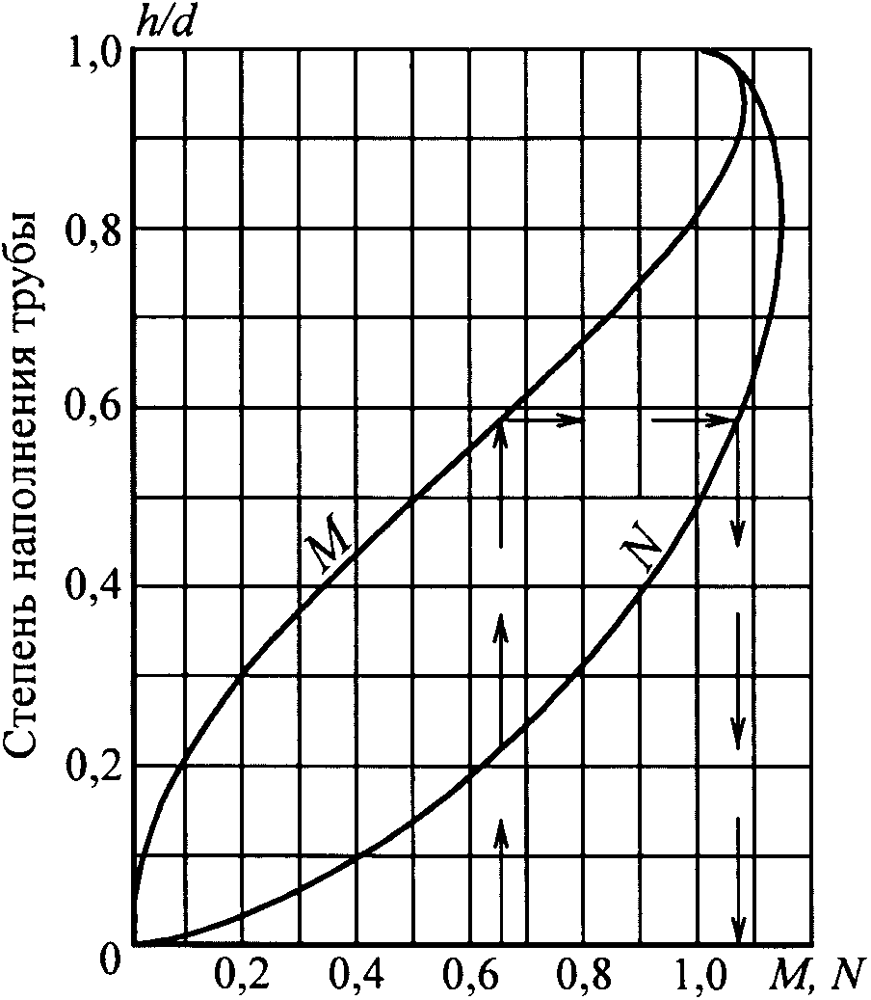 h/d
1,0
0,8
0,6
0,4
0,2
0
Степень наполнения трубы
M
N
0,2 0,4 0,6 0,8 1,0 M, N